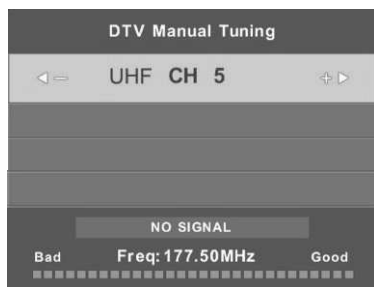 DTV Manual Tuning
UHF CH 5
NO SIGNAL
Bad Freq:177.50MHz Good